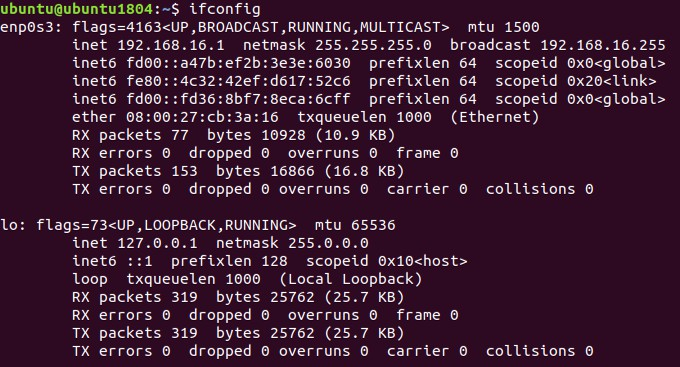 ubuntu@ubuntu1804:~$ ifconfig
enp0s3: flags=4163<UP,BROADCAST,RUNNING,MULTICAST>  mtu 1500
        inet 192.168.16.1  netmask 255.255.255.0  broadcast 192.168.16.255
        inet6 fd00::a47b:ef2b:3e3e:6030  prefixlen 64  scopeid 0x0<global>
        inet6 fe80::4c32:42ef:d617:52c6  prefixlen 64  scopeid 0x20<link>
        inet6 fd00::fd36:8bf7:8eca:6cff  prefixlen 64  scopeid 0x0<global>
        ether 08:00:27:cb:3a:16  txqueuelen 1000  (Ethernet)
        RX packets 77  bytes 10928 (10.9 KB)
        RX errors 0  dropped 0  overruns 0  frame 0
        TX packets 153  bytes 16866 (16.8 KB)
        TX errors 0  dropped 0 overruns 0  carrier 0  collisions 0

lo: flags=73<UP,LOOPBACK,RUNNING>  mtu 65536
        inet 127.0.0.1  netmask 255.0.0.0
        inet6 ::1  prefixlen 128  scopeid 0x10<host>
        loop  txqueuelen 1000  (Local Loopback)
        RX packets 319  bytes 25762 (25.7 KB)
        RX errors 0  dropped 0  overruns 0  frame 0
        TX packets 319  bytes 25762 (25.7 KB)
        TX errors 0  dropped 0 overruns 0  carrier 0  collisions 0